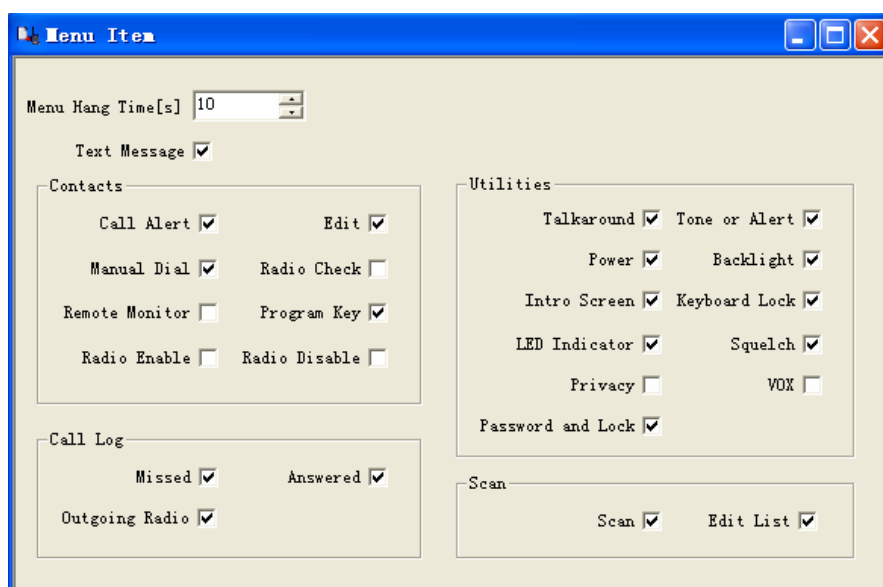 Menu Item
Menu Hang Time[s] 10
Text Message
Contacts
Call Alert Edit
Manual Dial Radio Check
Remote Monitor Program Key
Radio Enable Radio Disable
Call Log
Missed Answered
Outgoing Radio
Utilities
Talkaround Tone or Alert
Power Backlight
Intro Screen Keyboard Lock
LED Indicator Squelch
Privacy VOX
Password and Lock
Scan
Scan Edit List